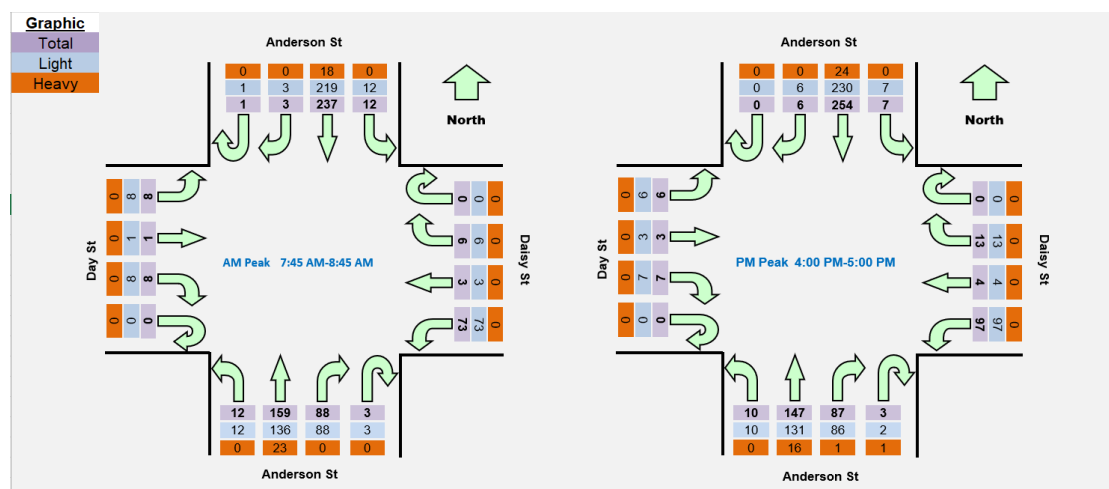 Graphic
Total
Light
Heavy
Anderson St
0 0 18 0
1 3 219 12
1 3 237 12
North
Day St
0 8 8
0 1 1
0 8 8
0 0 0
AM Peak 7:45 AM-8:45 AM
0 0 0
6 6 0
3 3 0
73 73 0
Daisy St
12 159 88 3
12 136 88 3
0 23 0 0
Anderson St
Anderson St
0 0 24 0
0 6 230 7
0 6 254 7
North
Day St
0 6 6
0 3 3
0 7 7
0 0 0
PM Peak 4:00 PM-5:00 PM
0 0 0
13 13 0
4 4 0
97 97 0
Daisy St
10 147 87 3
10 131 86 2
0 16 1 1
Anderson St